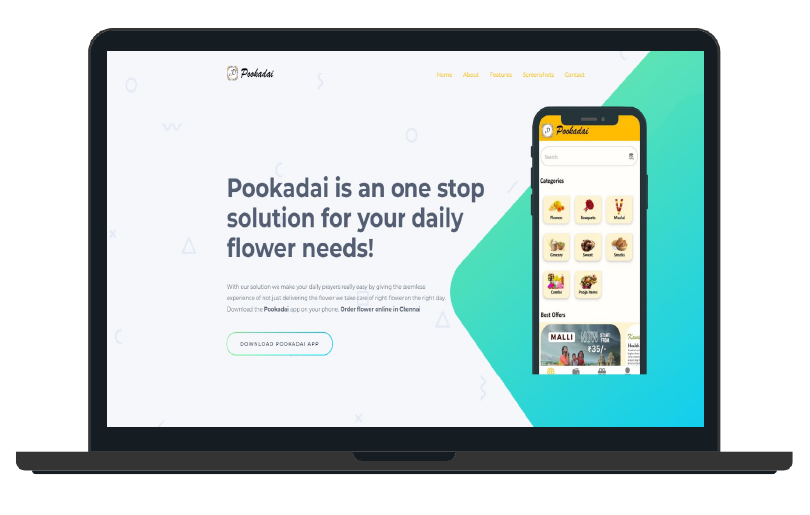 Pookadai
Home About Features Screenshots Contact
Pookadai is an one stop
solution for your daily
flower needs!
With our solution we make your daily prayers really easy by giving the seamless
experience of not just delivering the flower we take care of right flower on the right day.
Download the Pookadai app on your phone. Order flower online in Chennai
DOWNLOAD POOKADAI APP
Pookadai
Search
Categories
Flowers Bouquets Maalai
Grocery Sweet Snacks
Combo Pooja Items
Best Offers
MALLI
START FROM
₹35/-